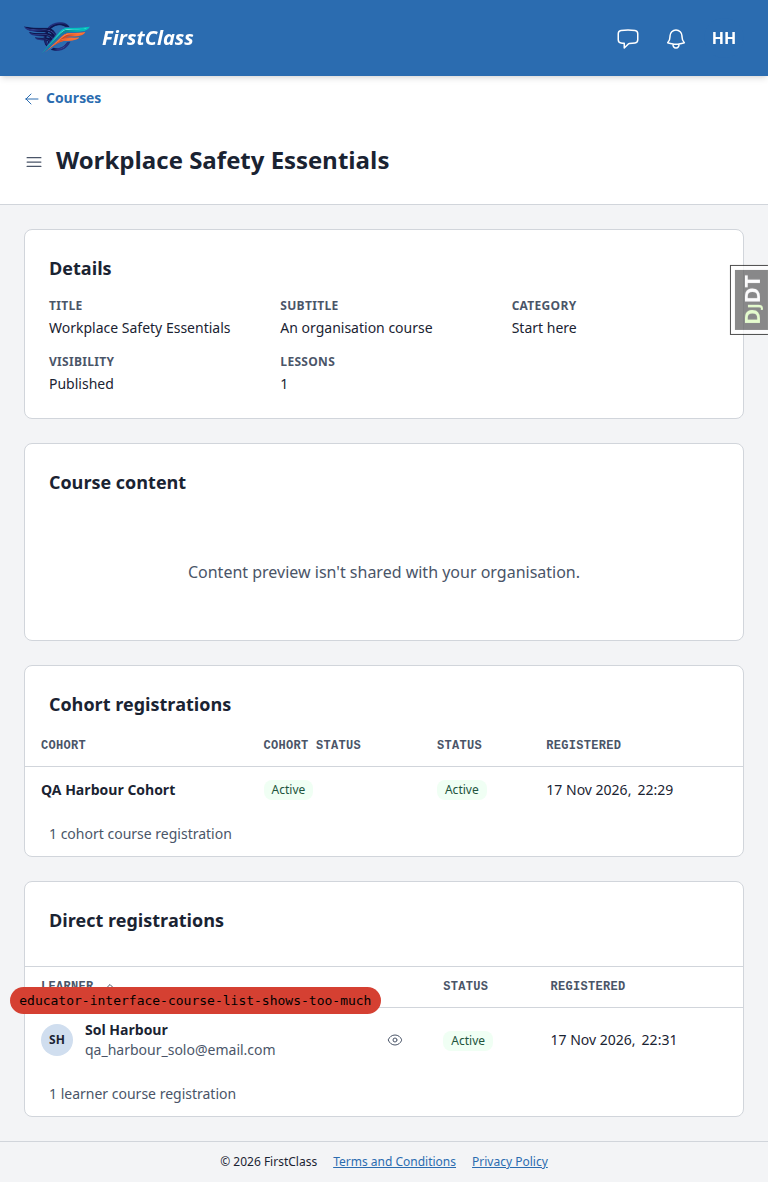 FirstClass
HH
Courses
Workplace Safety Essentials
DjDT
Details
TITLE SUBTITLE CATEGORY
Workplace Safety Essentials An organisation course Start here
VISIBILITY LESSONS
Published 1
Course content
Content preview isn't shared with your organisation.
Cohort registrations
COHORT COHORT STATUS STATUS REGISTERED
QA Harbour Cohort Active Active 17 Nov 2026, 22:29
1 cohort course registration
Direct registrations
LEARNER STATUS REGISTERED
educator-interface-course-list-shows-too-much
SH Sol Harbour
qa_harbour_solo@email.com Active 17 Nov 2026, 22:31
1 learner course registration
© 2026 FirstClass Terms and Conditions Privacy Policy